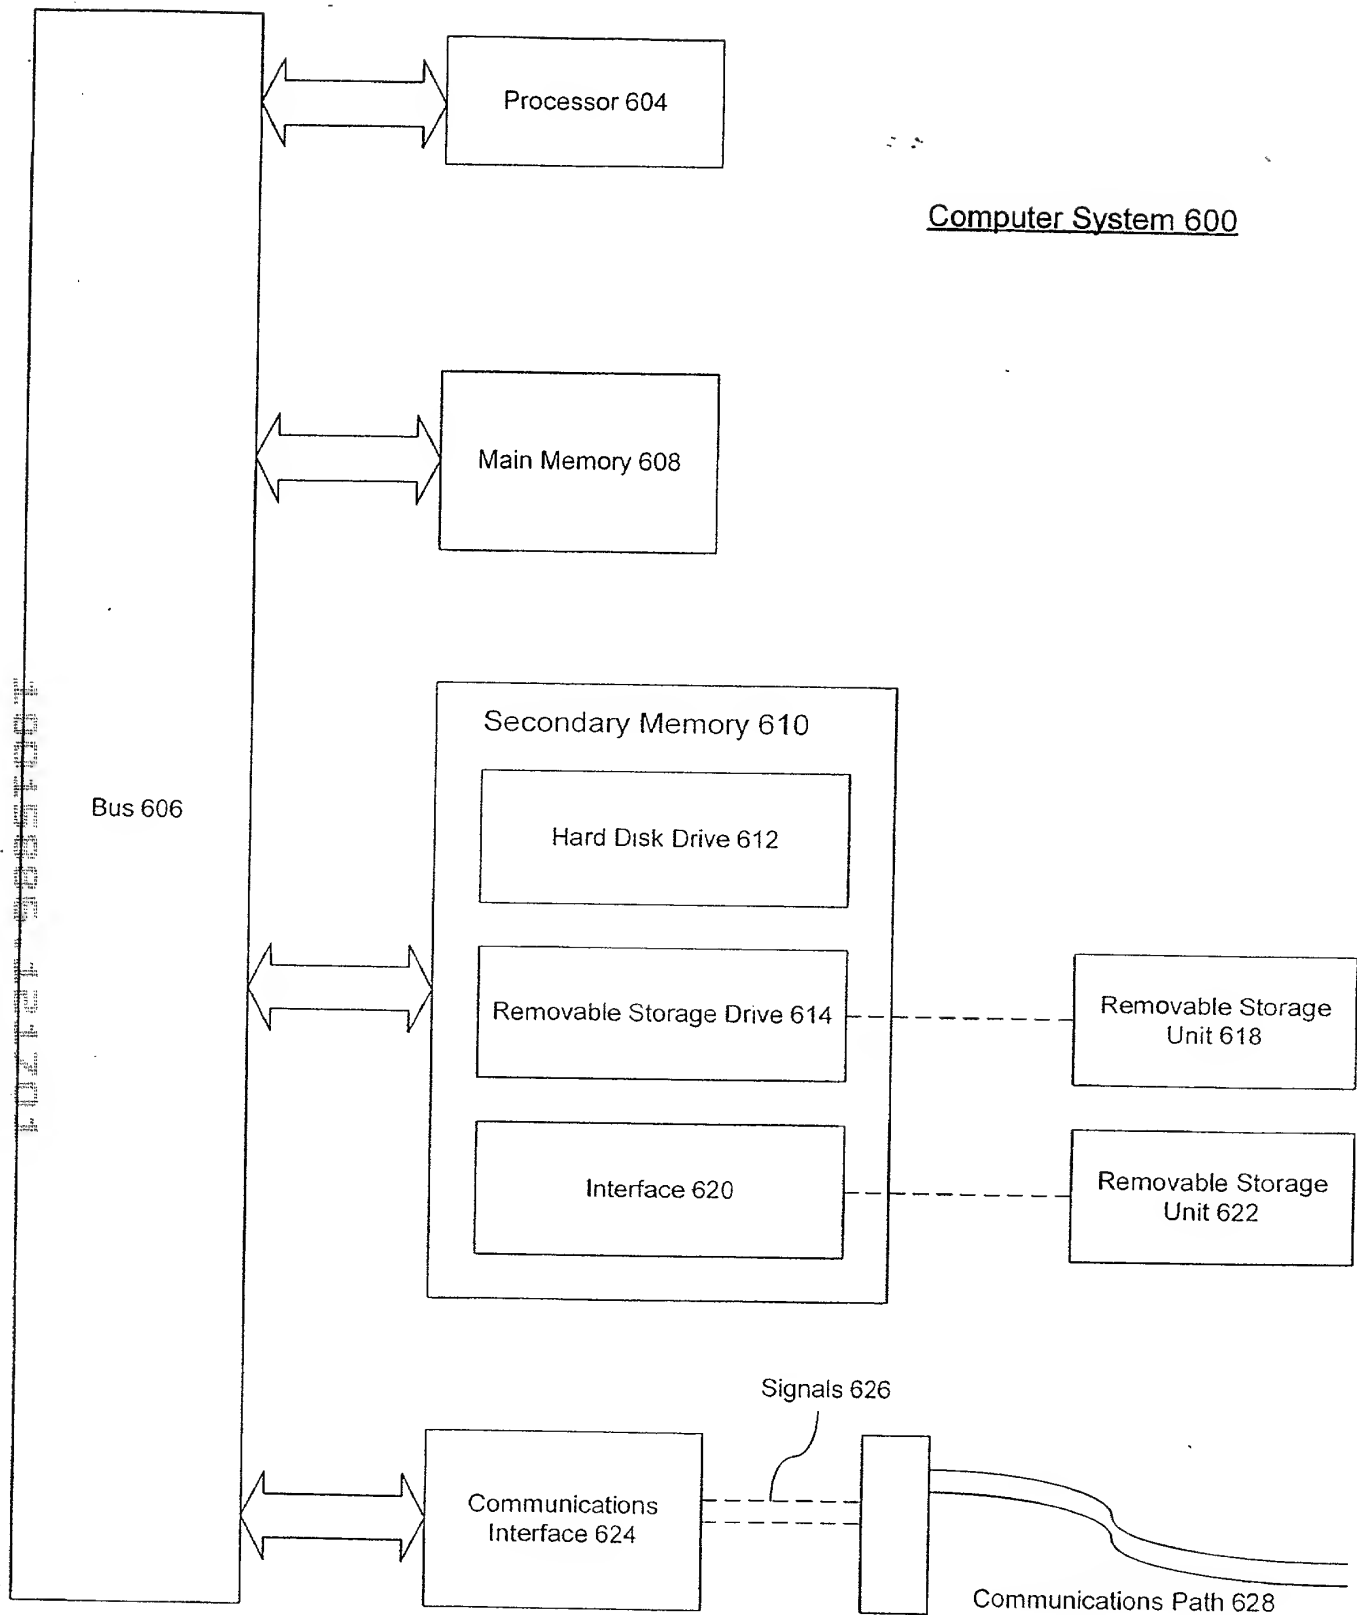 Processor 604
Computer System 600
Main Memory 608
Secondary Memory 610
Bus 606
Hard Disk Drive 612
Removable Storage Drive 614
Removable Storage
Unit 618
Interface 620
Removable Storage
Unit 622
Signals 626
Communications
Interface 624
Communications Path 628